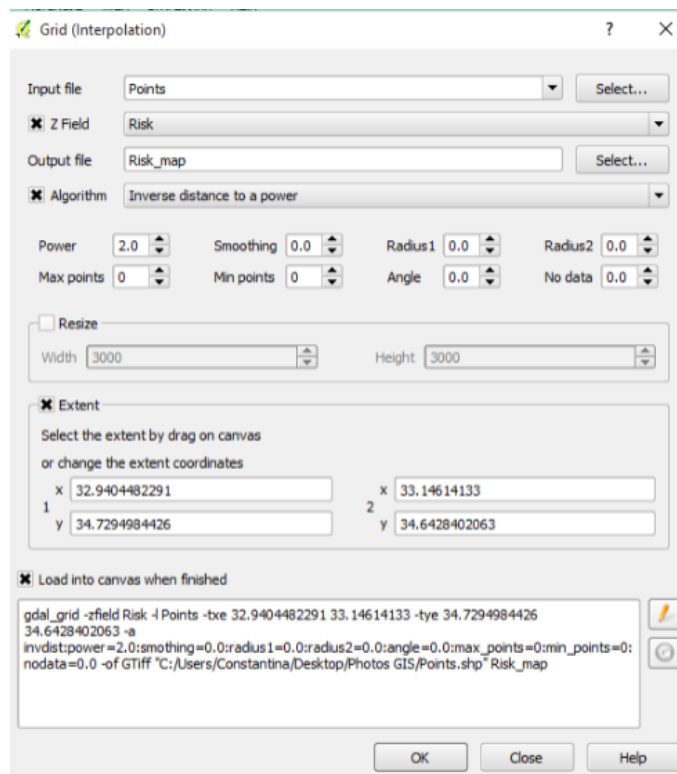 Grid (Interpolation) ? ×
Input file Points Select...
Z Field Risk
Output file Risk_map Select...
Algorithm Inverse distance to a power
Power 2.0 Smoothing 0.0 Radius1 0.0 Radius2 0.0
Max points 0 Min points 0 Angle 0.0 No data 0.0
Resize
Width 3000 Height 3000
Extent
Select the extent by drag on canvas
or change the extent coordinates
x 32.9404482291 x 33.14614133
1 2
y 34.7294984426 y 34.6428402063
Load into canvas when finished
gdal_grid -zfield Risk -l Points -txe 32.9404482291 33.14614133 -tye 34.7294984426
34.6428402063 -a
invdist:power=2.0:smothing=0.0:radius1=0.0:radius2=0.0:angle=0.0:max_points=0:min_points=0:
nodata=0.0 -of GTiff "C:/Users/Constantina/Desktop/Photos GIS/Points.shp" Risk_map
OK Close Help